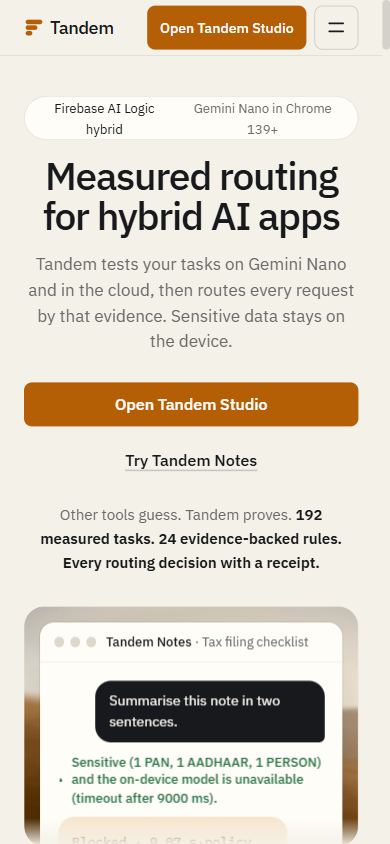 Tandem
Open Tandem Studio
Firebase AI Logic
hybrid
Gemini Nano in Chrome
139+
Measured routing
for hybrid AI apps
Tandem tests your tasks on Gemini Nano
and in the cloud, then routes every request
by that evidence. Sensitive data stays on
the device.
Open Tandem Studio
Try Tandem Notes
Other tools guess. Tandem proves. 192
measured tasks. 24 evidence-backed rules.
Every routing decision with a receipt.
Tandem Notes · Tax filing checklist
Summarise this note in two
sentences.
Sensitive (1 PAN, 1 AADHAAR, 1 PERSON)
· and the on-device model is unavailable
(timeout after 9000 ms).
Blocked